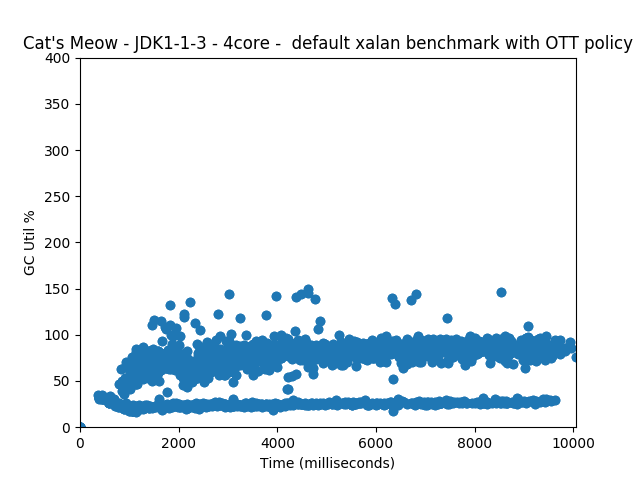 Cat's Meow - JDK1-1-3 - 4core -  default xalan benchmark with OTT policy
400
350
300
250
200
150
100
50
0
GC Util %
0 2000 4000 6000 8000 10000
Time (milliseconds)